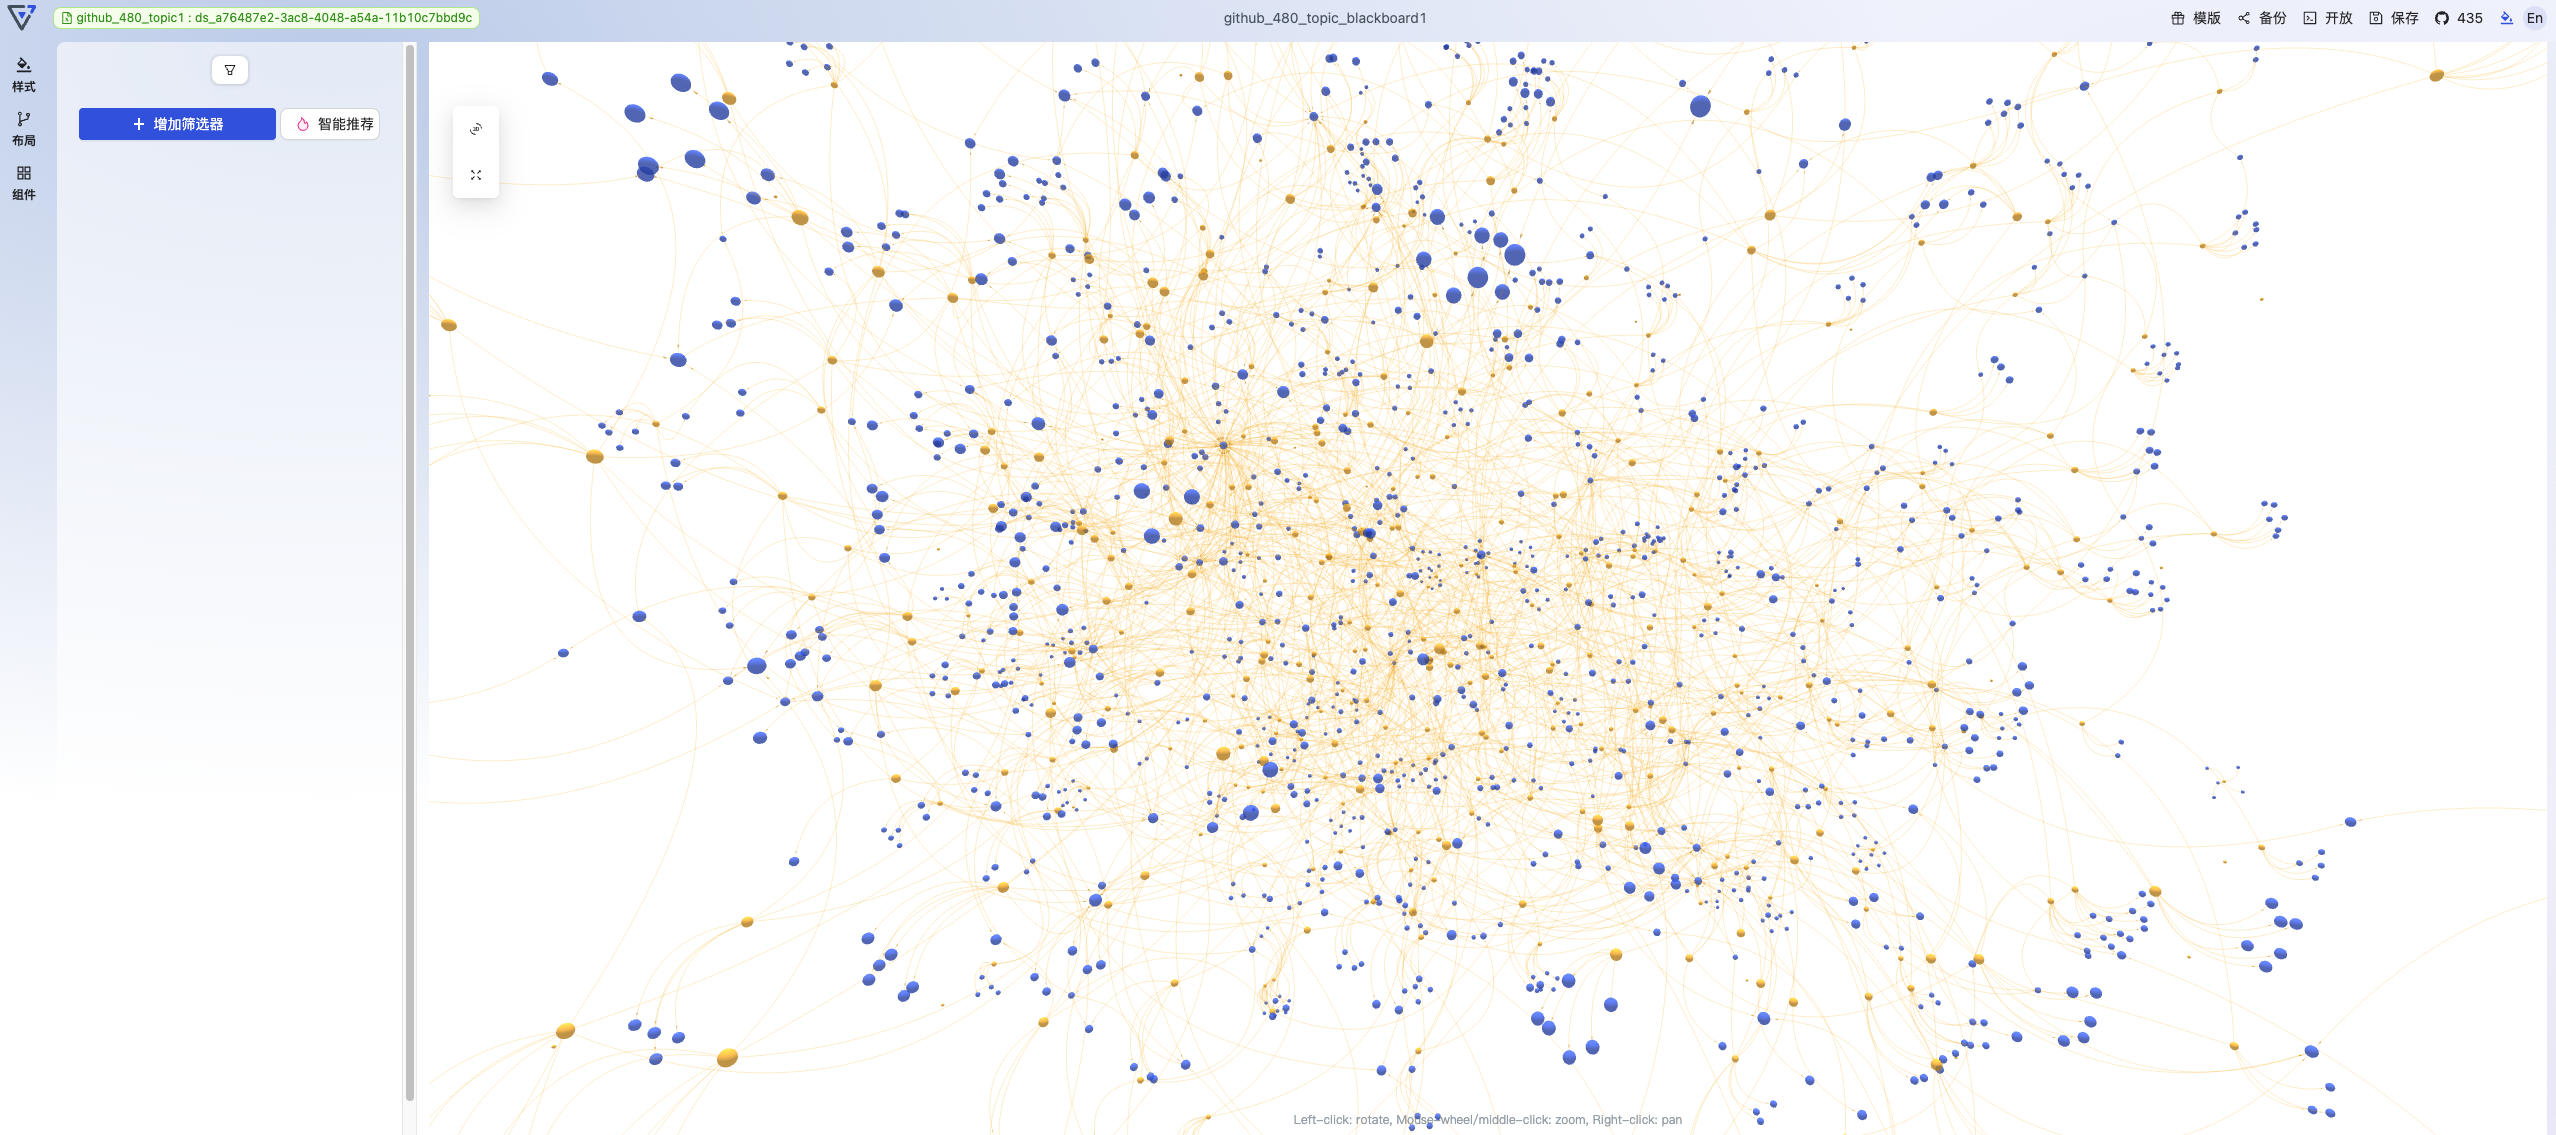 github_480_topic1 : ds_a76487e2-3ac8-4048-a54a-11b10c7bbd9c
github_480_topic_blackboard1
模版
备份
开放
保存
435
En
样式
布局
组件
增加筛选器
智能推荐
3D
Left-click: rotate, Mouse-wheel/middle-click: zoom, Right-click: pan